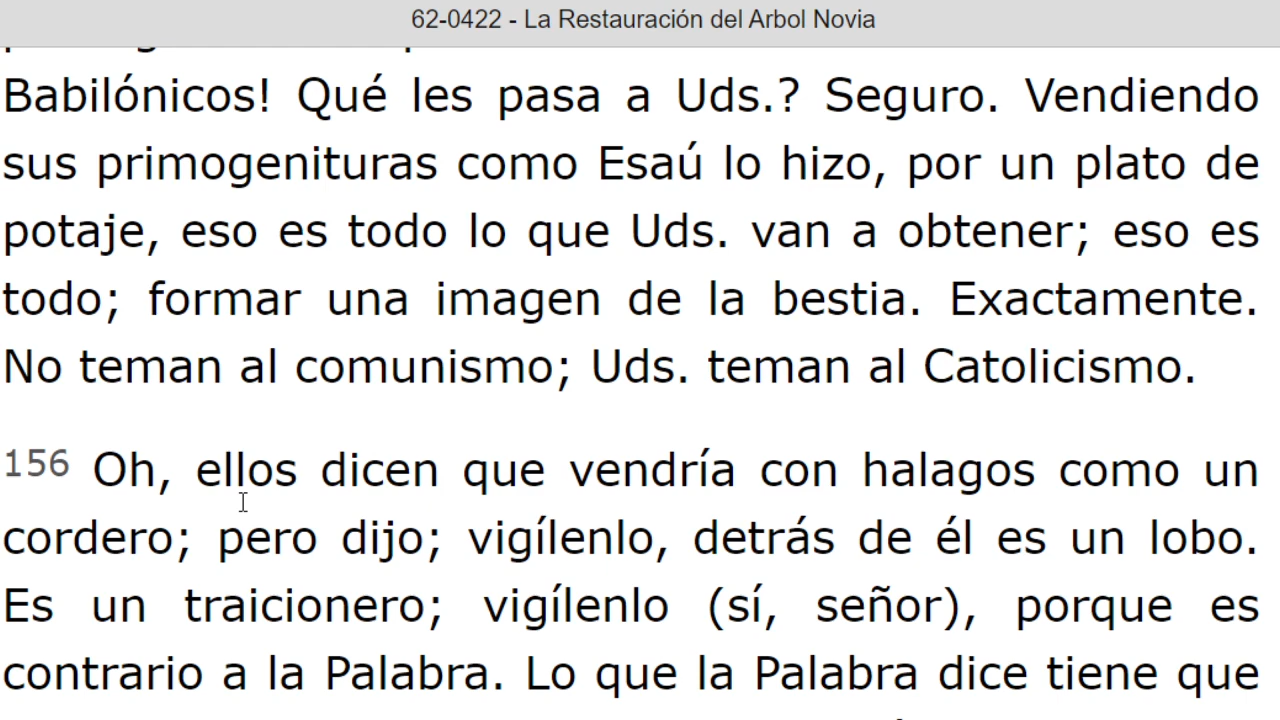 62-0422 - La Restauración del Arbol Novia
Babilónicos! Qué les pasa a Uds.? Seguro. Vendiendo
sus primogenituras como Esaú lo hizo, por un plato de
potaje, eso es todo lo que Uds. van a obtener; eso es
todo; formar una imagen de la bestia. Exactamente.
No teman al comunismo; Uds. teman al Catolicismo.
156 Oh, ellos dicen que vendría con halagos como un
cordero; pero dijo; vigílenlo, detrás de él es un lobo.
Es un traicionero; vigílenlo (sí, señor), porque es
contrario a la Palabra. Lo que la Palabra dice tiene que